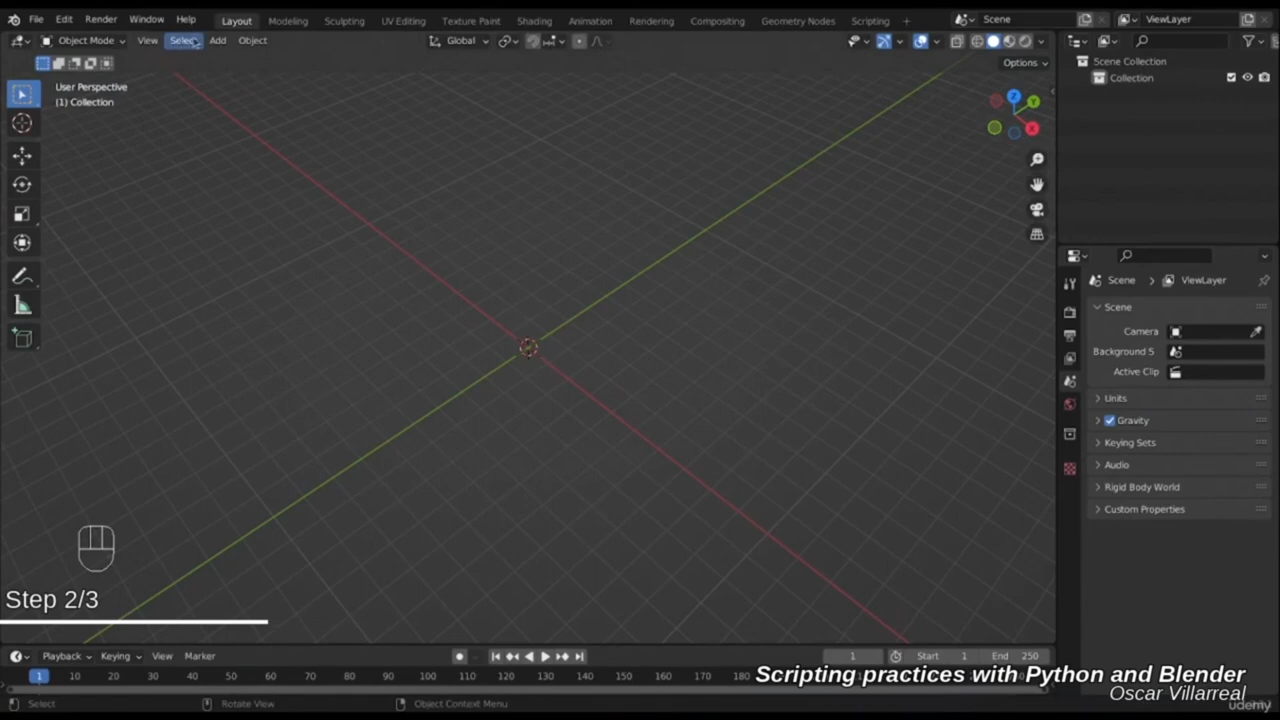 File Edit Render Window Help Layout Modeling Sculpting UV Editing Texture Paint Shading Animation Rendering Compositing Geometry Nodes Scripting + Scene ViewLayer
Object Mode View Select Add Object Global
Options
User Perspective
(1) Collection
Z
Y
X
Scene Collection
Collection
Scene ViewLayer
Scene
Camera
Background S
Active Clip
Units
Gravity
Keying Sets
Audio
Rigid Body World
Custom Properties
Step 2/3
Playback Keying View Marker 1 Start 1 End 250
1 10 20 30 40 50 60 70 80 90 100 110 120 130 140 150 160 170 180
Scripting practices with Python and Blender
Oscar Villarreal
Select Rotate View Object Context Menu
udemy